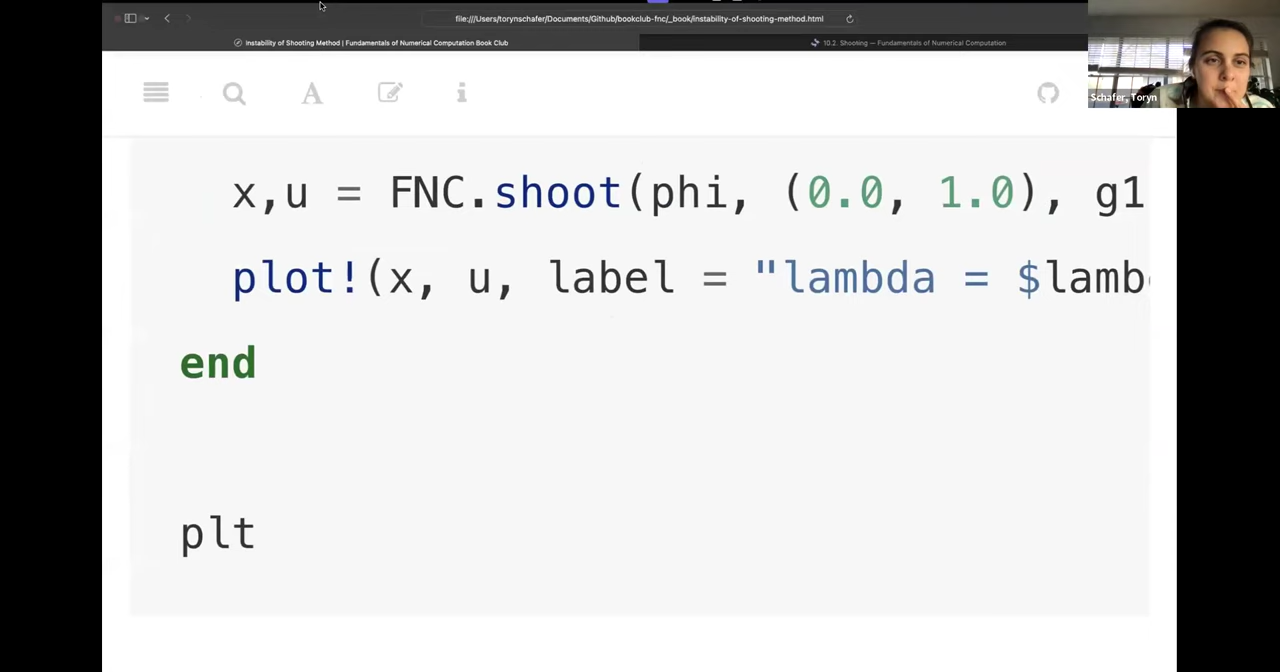 file:///Users/torynschafer/Documents/Github/bookclub-fnc/_book/instability-of-shooting-method.html
Instability of Shooting Method | Fundamentals of Numerical Computation Book Club
10.2. Shooting — Fundamentals of Numerical Computation
Schafer, Toryn
A
i
x,u = FNC.shoot(phi, (0.0, 1.0), g1
plot!(x, u, label = "lambda = $lamb
end
plt